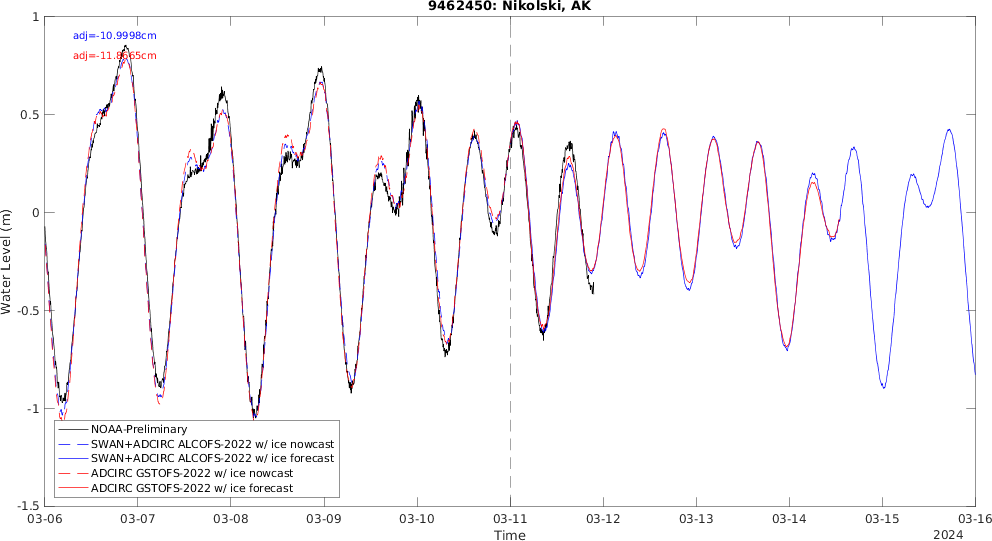 9462450: Nikolski, AK
adj=-10.9998cm
adj=-11.8665cm
Water Level (m)
1
0.5
0
-0.5
-1
-1.5
NOAA-Preliminary
SWAN+ADCIRC ALCOFS-2022 w/ ice nowcast
SWAN+ADCIRC ALCOFS-2022 w/ ice forecast
ADCIRC GSTOFS-2022 w/ ice nowcast
ADCIRC GSTOFS-2022 w/ ice forecast
03-06 03-07 03-08 03-09 03-10 03-11 03-12 03-13 03-14 03-15 03-16
Time
2024